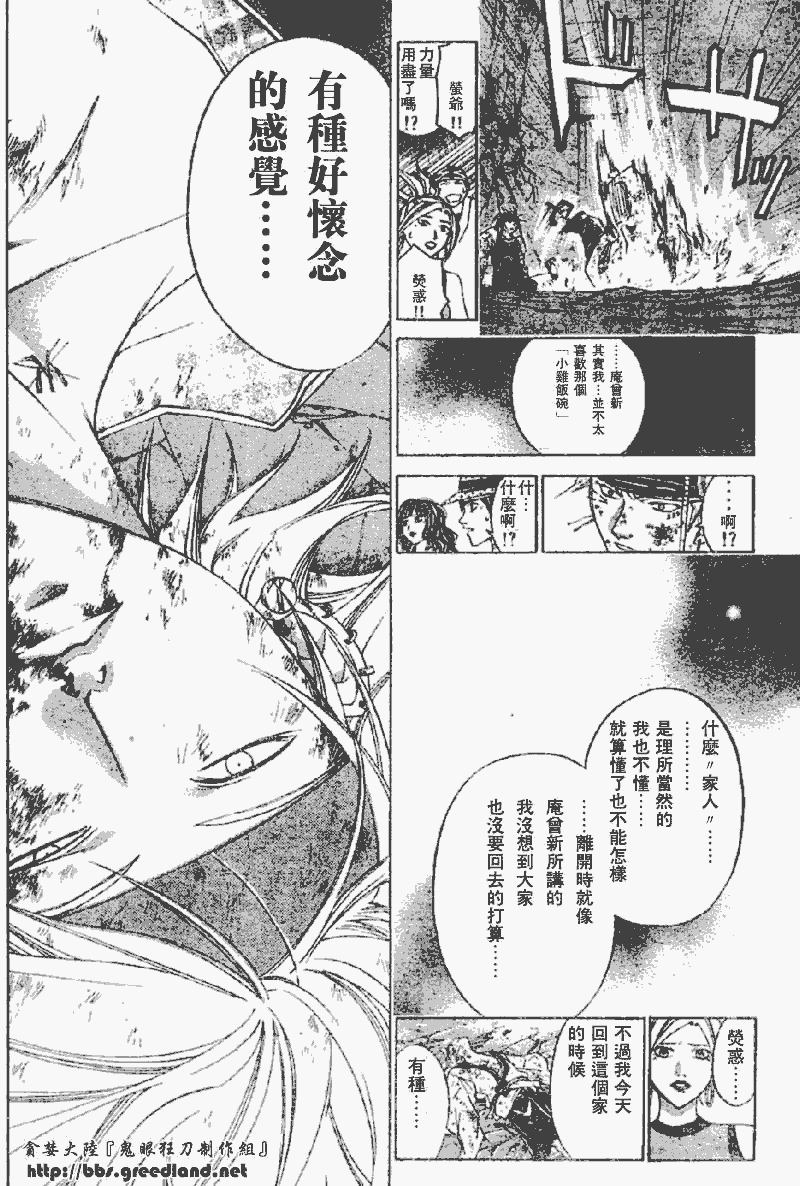 ドサッ
螢爺!!
力量
用盡了嗎!?
熒惑!!
……庵曾新
其實我…並不太
喜歡那個
「小雞飯碗」
…啊!?
什…
什麼啊!?
什麼〃家人〃……
…………
是理所當然的
我也不懂……
就算懂了也不能怎樣
……離開時就像
庵曾新所講的
我沒想到大家
也沒要回去的打算……
熒惑……
不過我今天
回到這個家
的時候
有種……
有種好懷念
的感覺……
貪婪大陸『鬼眼狂刀制作組』
http://bbs.greedland.net